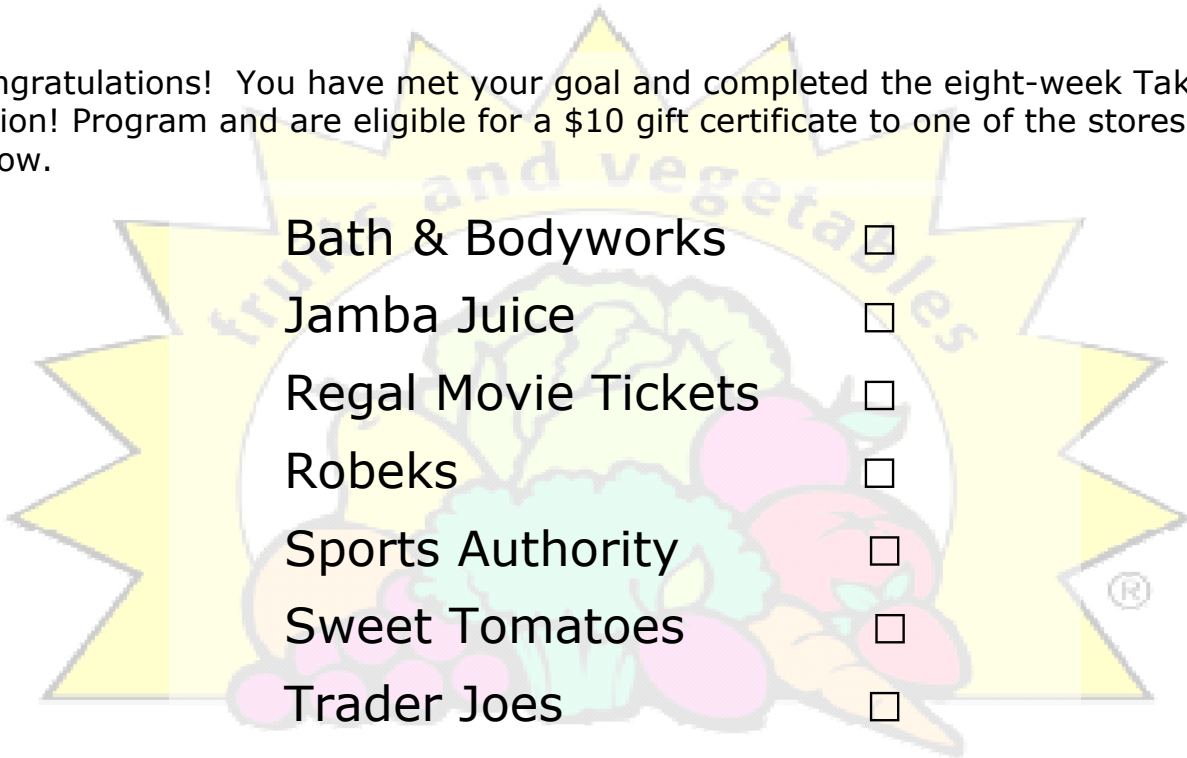 ngratulations!  You have met your goal and completed the eight-week Tak
ion! Program and are eligible for a $10 gift certificate to one of the stores
ow.
fruits and vegetables
Bath & Bodyworks □
Jamba Juice □
Regal Movie Tickets □
Robeks □
Sports Authority □
Sweet Tomatoes □
®
Trader Joes □